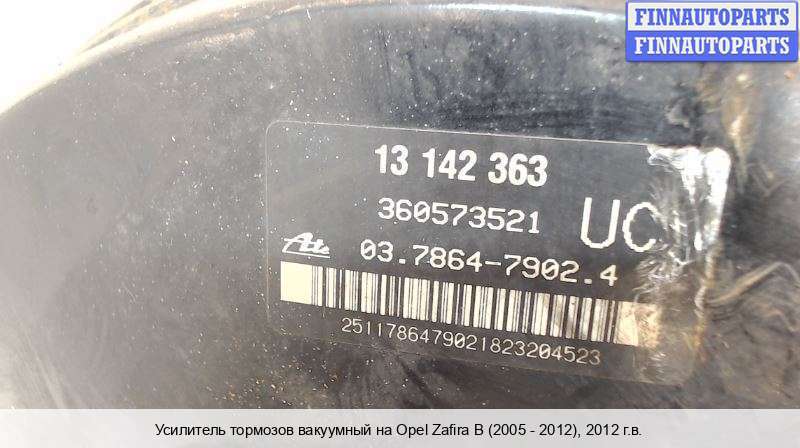 FINNAUTOPARTS
FINNAUTOPARTS
13 142 363
360573521
UC
Ate
03.7864-7902.4
2511786479021823204523
Усилитель тормозов вакуумный на Opel Zafira B (2005 - 2012), 2012 г.в.